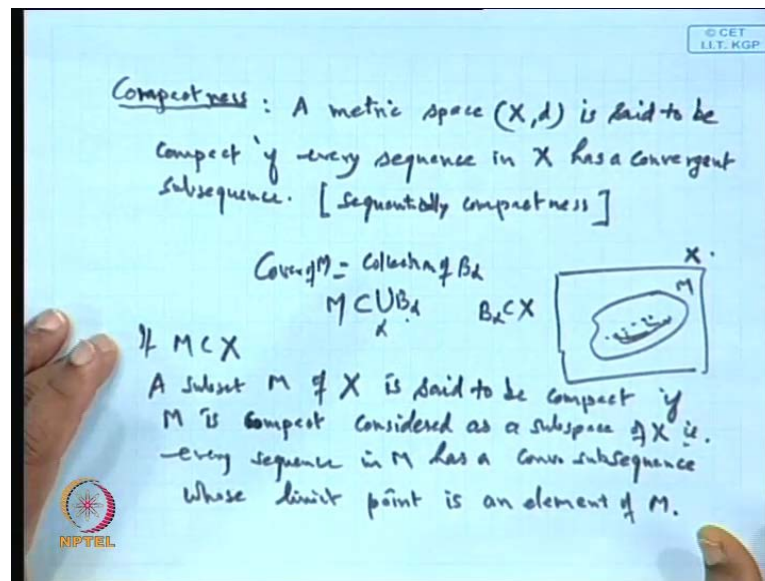 © CET
I.I.T. KGP
Compactness : A metric space (X,d) is said to be
compact if every sequence in X has a convergent
subsequence. [ Sequentially compactness ]
Cover of M = Collection of Bα
M ⊂ ⋃ Bα    Bα ⊂ X
α
X
M
If M ⊂ X
A subset M of X is said to be compact if
M is compact considered as a subspace of X ie.
every sequence in M has a conv. subsequence
whose limit point is an element of M.
NPTEL